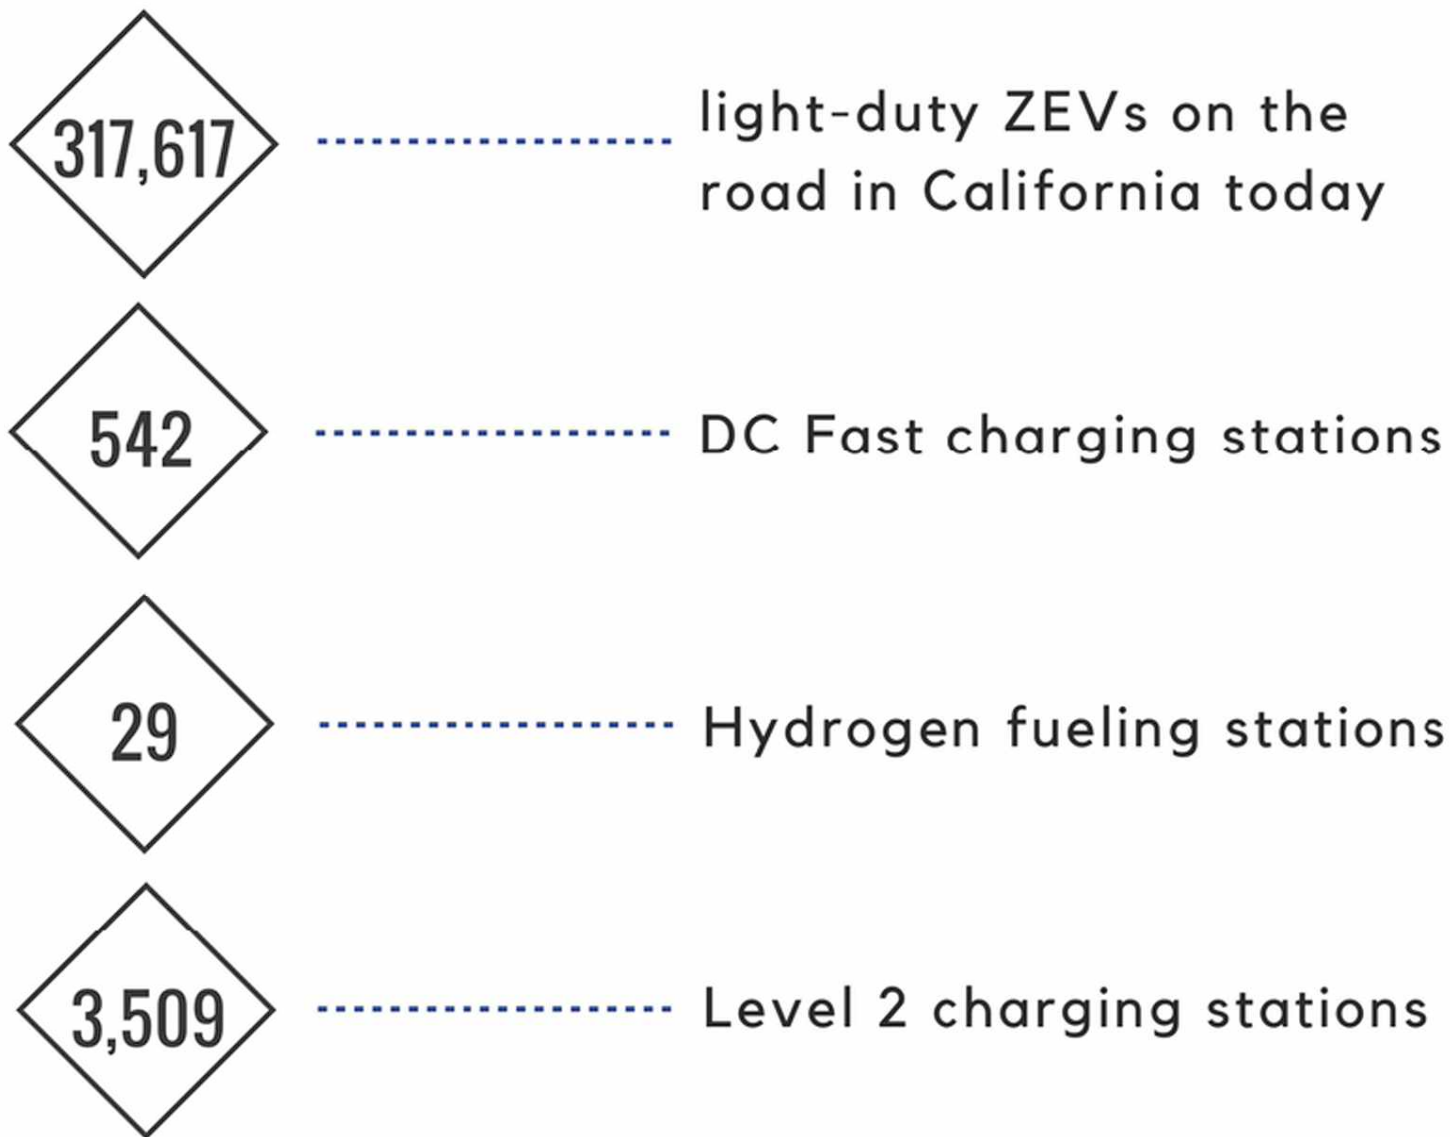 317,617
light-duty ZEVs on the
road in California today
542
DC Fast charging stations
29
Hydrogen fueling stations
3,509
Level 2 charging stations